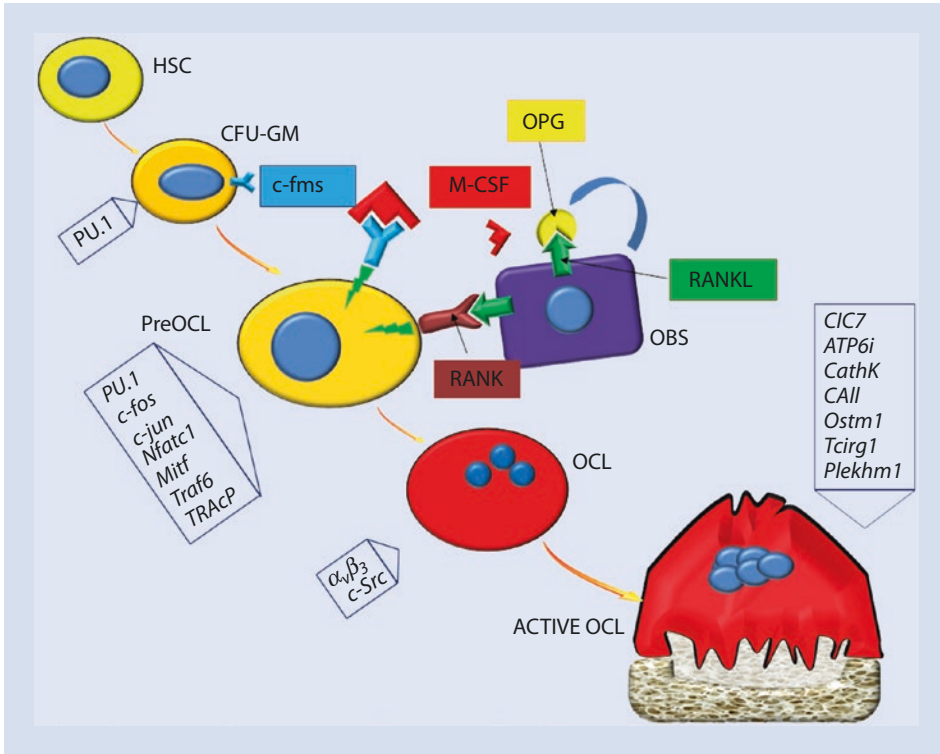 HSC
CFU-GM
c-fms
M-CSF
OPG
PU.1
RANKL
PreOCL
RANK
OBS
PU.1
c-fos
c-jun
Nfatc1
Mitf
Traf6
TRAcP
ClC7
ATP6i
CathK
CAII
Ostm1
Tcirg1
Plekhm1
OCL
αvβ3
c-Src
ACTIVE OCL